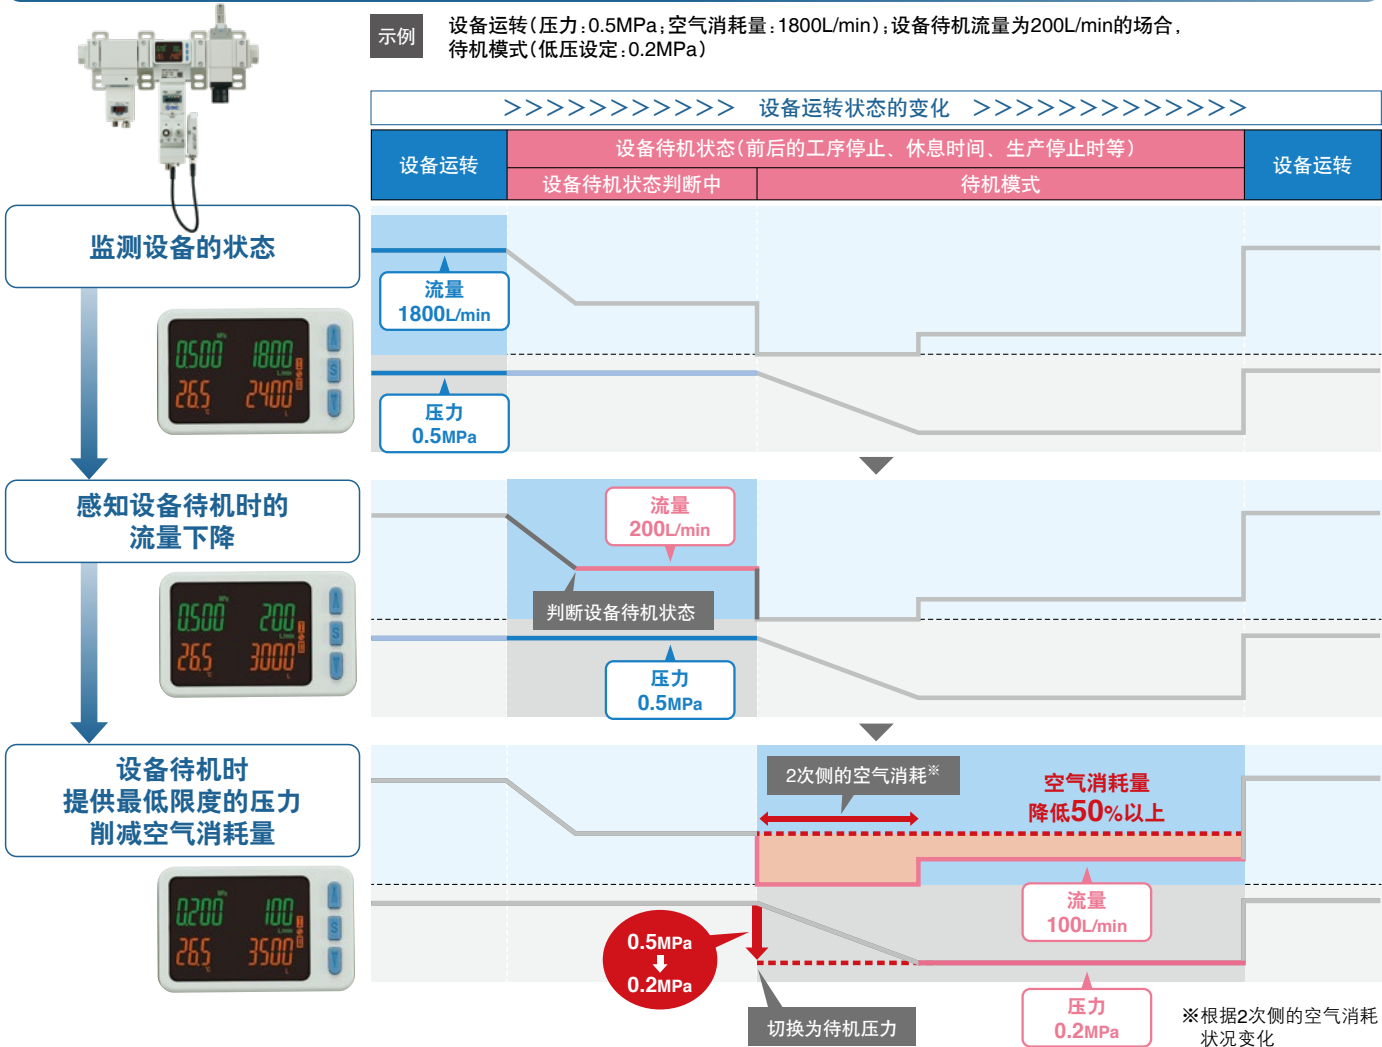 示例
设备运转（压力：0.5MPa；空气消耗量：1800L/min）；设备待机流量为200L/min的场合，
待机模式（低压设定：0.2MPa）
>>>>>>>>>>> 设备运转状态的变化 >>>>>>>>>>>>>
设备运转
设备待机状态（前后的工序停止、休息时间、生产停止时等）
设备待机状态判断中
待机模式
设备运转
监测设备的状态
流量
1800L/min
压力
0.5MPa
MPa
0.500 1800
L/min
26.5 2400
℃ L
S
感知设备待机时的
流量下降
流量
200L/min
判断设备待机状态
压力
0.5MPa
0.500 200
L/min
26.5 3000
℃ L
S
设备待机时
提供最低限度的压力
削减空气消耗量
2次侧的空气消耗※
空气消耗量
降低50%以上
流量
100L/min
0.5MPa
0.2MPa
切换为待机压力
压力
0.2MPa
MPa
0.200 100
L/min
26.5 3500
℃ L
S
※根据2次侧的空气消耗
状况变化